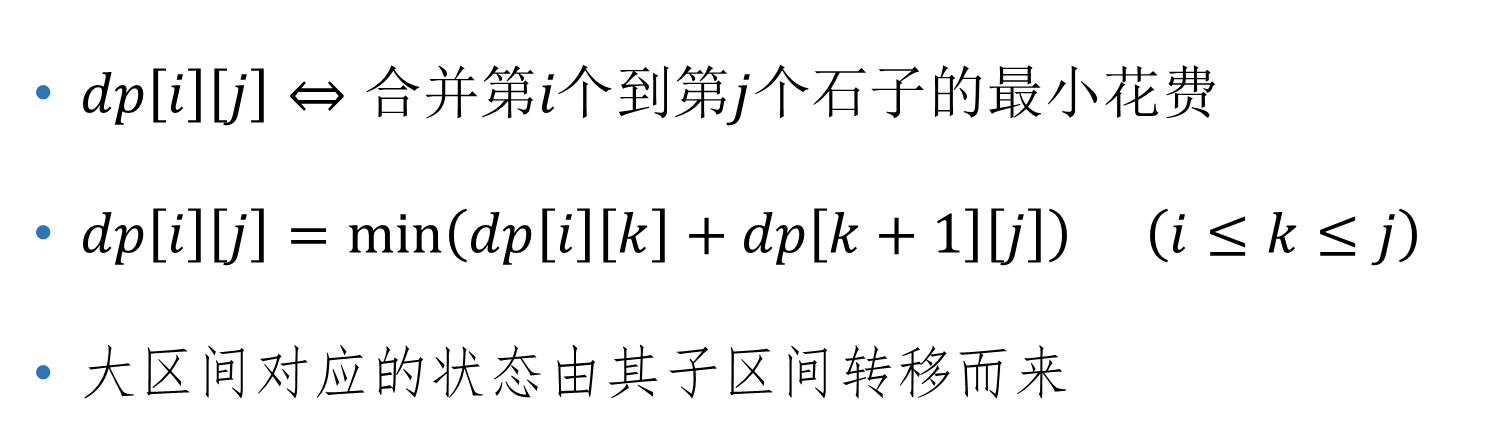 • dp[i][j] ⇔ 合并第i个到第j个石子的最小花费
• dp[i][j] = min(dp[i][k] + dp[k + 1][j]) (i ≤ k ≤ j)
• 大区间对应的状态由其子区间转移而来